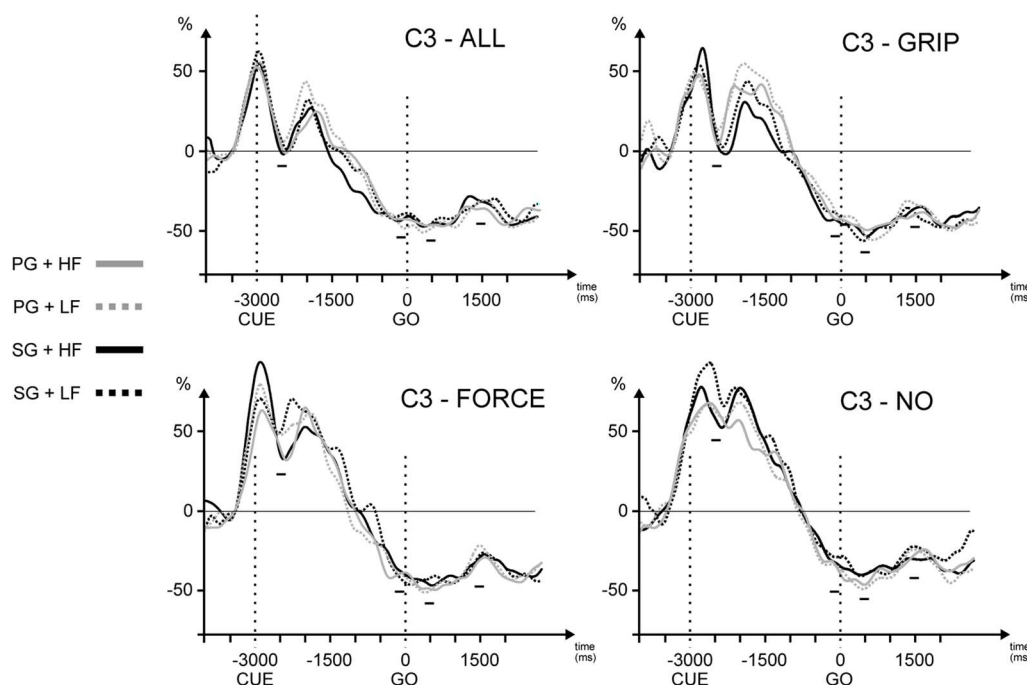 %
C3 - ALL
50
0
-50
-3000
-1500
0
1500
time
(ms)
CUE
GO
%
C3 - GRIP
50
0
-50
-3000
-1500
0
1500
time
(ms)
CUE
GO
PG + HF
PG + LF
SG + HF
SG + LF
%
C3 - FORCE
50
0
-50
-3000
-1500
0
1500
time
(ms)
CUE
GO
%
C3 - NO
50
0
-50
-3000
-1500
0
1500
time
(ms)
CUE
GO